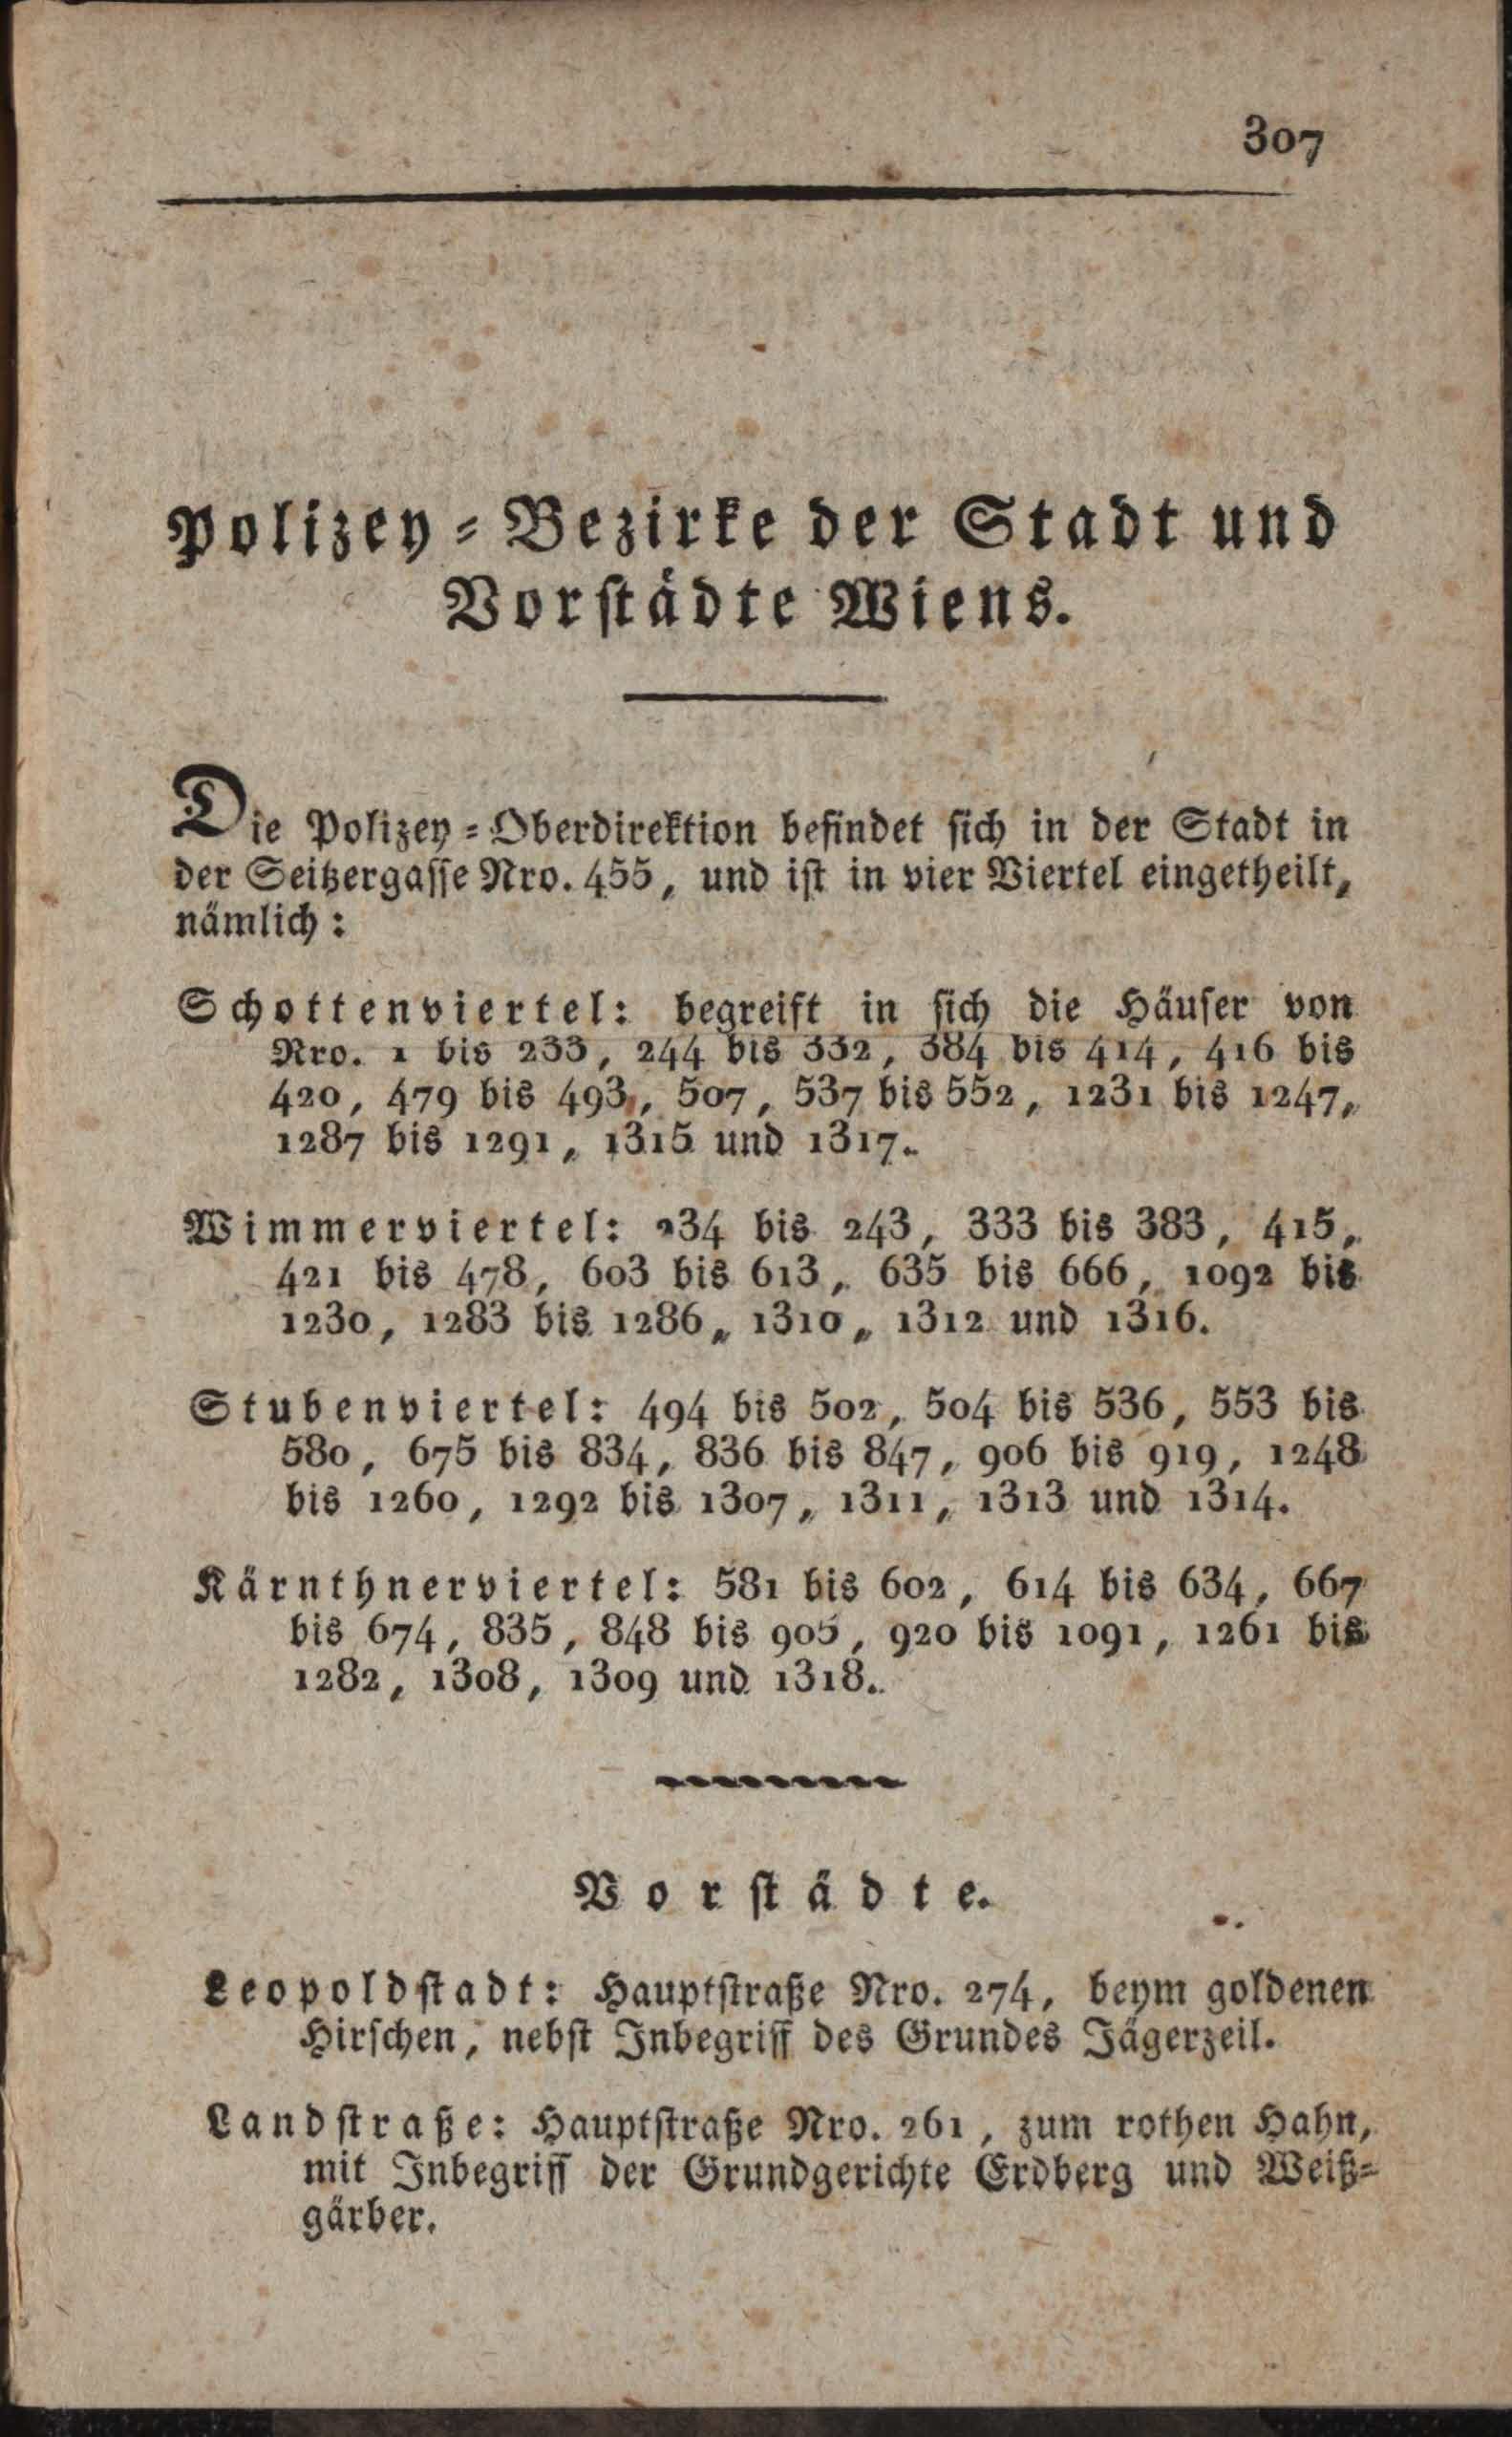 307
Polizey-Bezirke der Stadt und
Vorstädte Wiens.
Die Polizey-Oberdirektion befindet sich in der Stadt in
der Seitzergasse Nro. 455, und ist in vier Viertel eingetheilt,
nämlich:
Schottenviertel: begreift in sich die Häuser von
Nro. 1 bis 233, 244 bis 332, 384 bis 414, 416 bis
420, 479 bis 493, 507, 537 bis 552, 1231 bis 1247,
1287 bis 1291, 1315 und 1317.
Wimmerviertel: 234 bis 243, 333 bis 383, 415,
421 bis 478, 603 bis 613, 635 bis 666, 1092 bis
1230, 1283 bis 1286, 1310, 1312 und 1316.
Stubenviertel: 494 bis 502, 504 bis 536, 553 bis
580, 675 bis 834, 836 bis 847, 906 bis 919, 1248
bis 1260, 1292 bis 1307, 1311, 1313 und 1314.
Kärnthnerviertel: 581 bis 602, 614 bis 634, 667
bis 674, 835, 848 bis 905, 920 bis 1091, 1261 bis
1282, 1308, 1309 und 1318.
Vorstädte.
Leopoldstadt: Hauptstraße Nro. 274, beym goldenen
Hirschen, nebst Inbegriff des Grundes Jägerzeil.
Landstraße: Hauptstraße Nro. 261, zum rothen Hahn,
mit Inbegriff der Grundgerichte Erdberg und Weiß-
gärber.